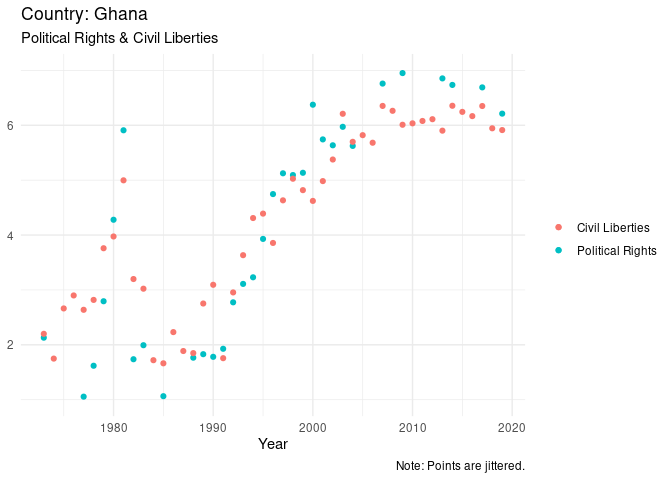 Country: Ghana
Political Rights & Civil Liberties
6
4
2
1980 1990 2000 2010 2020
Year
Civil Liberties
Political Rights
Note: Points are jittered.